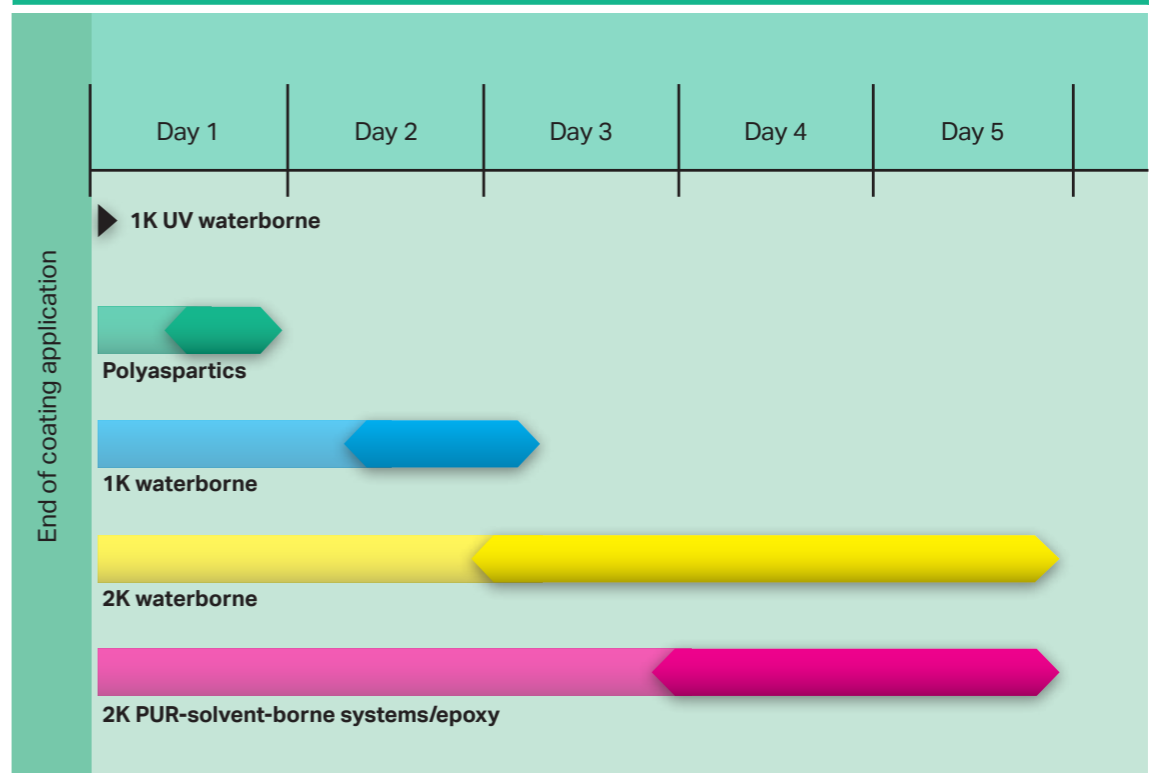 Day 1
Day 2
Day 3
Day 4
Day 5
End of coating application
1K UV waterborne
Polyaspartics
1K waterborne
2K waterborne
2K PUR-solvent-borne systems/epoxy